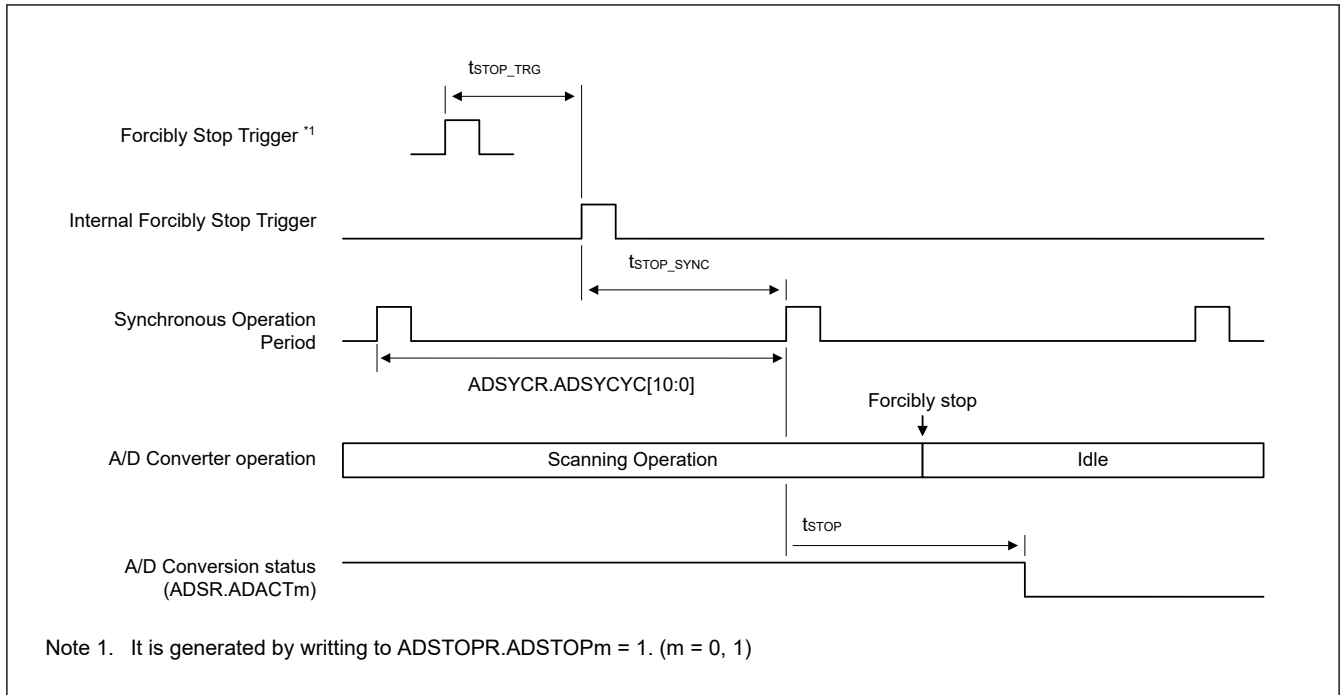 tSTOP_TRG
Forcibly Stop Trigger *1
Internal Forcibly Stop Trigger
tSTOP_SYNC
Synchronous Operation
Period
ADSYCR.ADSYCYC[10:0]
Forcibly stop
A/D Converter operation
Scanning Operation
Idle
tSTOP
A/D Conversion status
(ADSR.ADACTm)
Note 1. It is generated by writting to ADSTOPR.ADSTOPm = 1. (m = 0, 1)